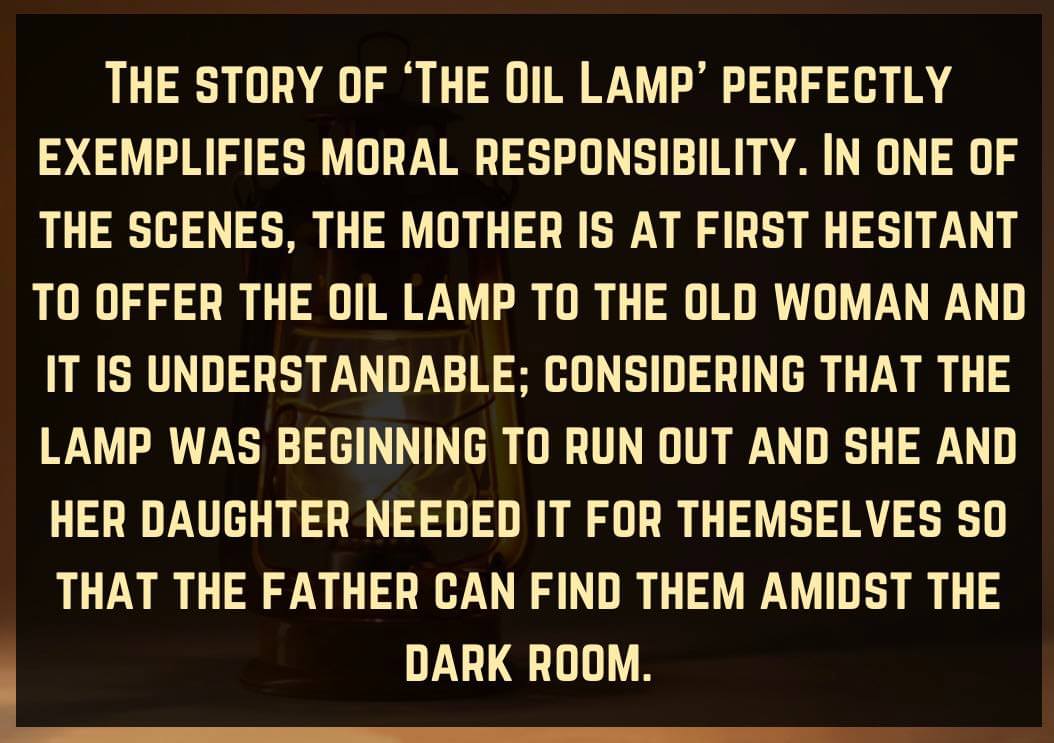 The story of ‘The Oil Lamp’ perfectly
exemplifies moral responsibility. In one of
the scenes, the mother is at first hesitant
to offer the oil lamp to the old woman and
it is understandable; considering that the
lamp was beginning to run out and she and
her daughter needed it for themselves so
that the father can find them amidst the
dark room.